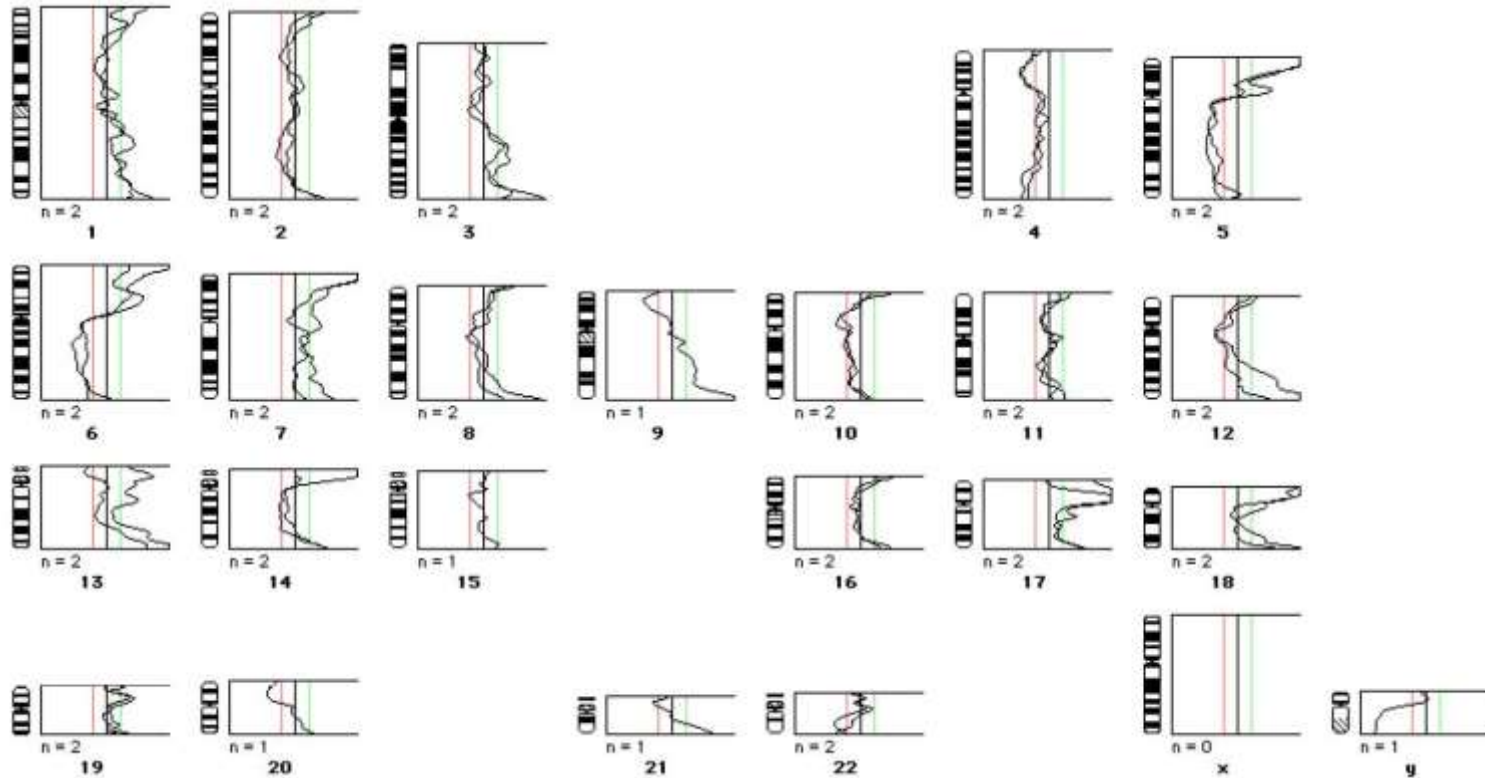 n = 2 n = 2 n = 2 n = 2 n = 2
1 2 3 4 5
n = 2 n = 2 n = 2 n = 1 n = 2 n = 2 n = 2
6 7 8 9 10 11 12
n = 2 n = 2 n = 1 n = 2 n = 2 n = 2
13 14 15 16 17 18
n = 2 n = 1 n = 1 n = 2 n = 0 n = 1
19 20 21 22 x y